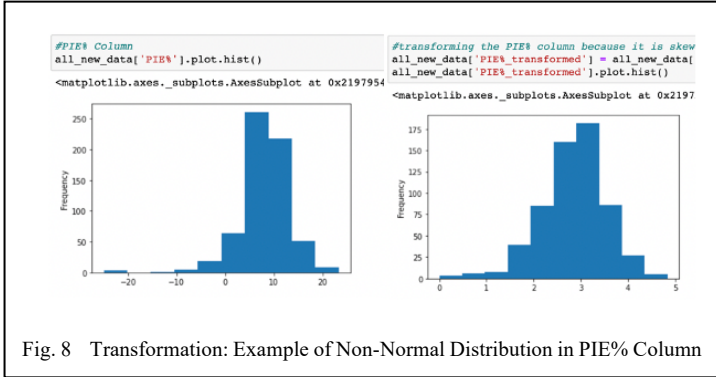 #PIE% Column
all_new_data['PIE%'].plot.hist()
<matplotlib.axes._subplots.AxesSubplot at 0x2197954
250
200
150
100
50
0
Frequency
-20
-10
0
10
20
#transforming the PIE% column because it is skew
all_new_data['PIE%_transformed'] = all_new_data[
all_new_data['PIE%_transformed'].plot.hist()
<matplotlib.axes._subplots.AxesSubplot at 0x2197
175
150
125
100
75
50
25
0
Frequency
0
1
2
3
4
5
Fig. 8 Transformation: Example of Non-Normal Distribution in PIE% Column